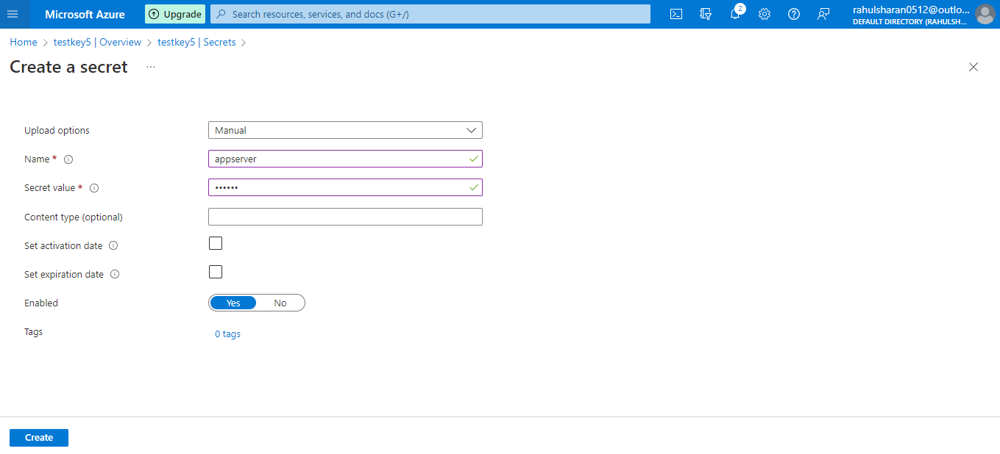 Microsoft Azure
Upgrade
Search resources, services, and docs (G+/)
2
rahulsharan0512@outlo...
DEFAULT DIRECTORY (RAHULSH...
Home > testkey5 | Overview > testkey5 | Secrets >
Create a secret ...
Upload options Manual
Name * appserver
Secret value * ••••••
Content type (optional)
Set activation date
Set expiration date
Enabled Yes No
Tags 0 tags
Create